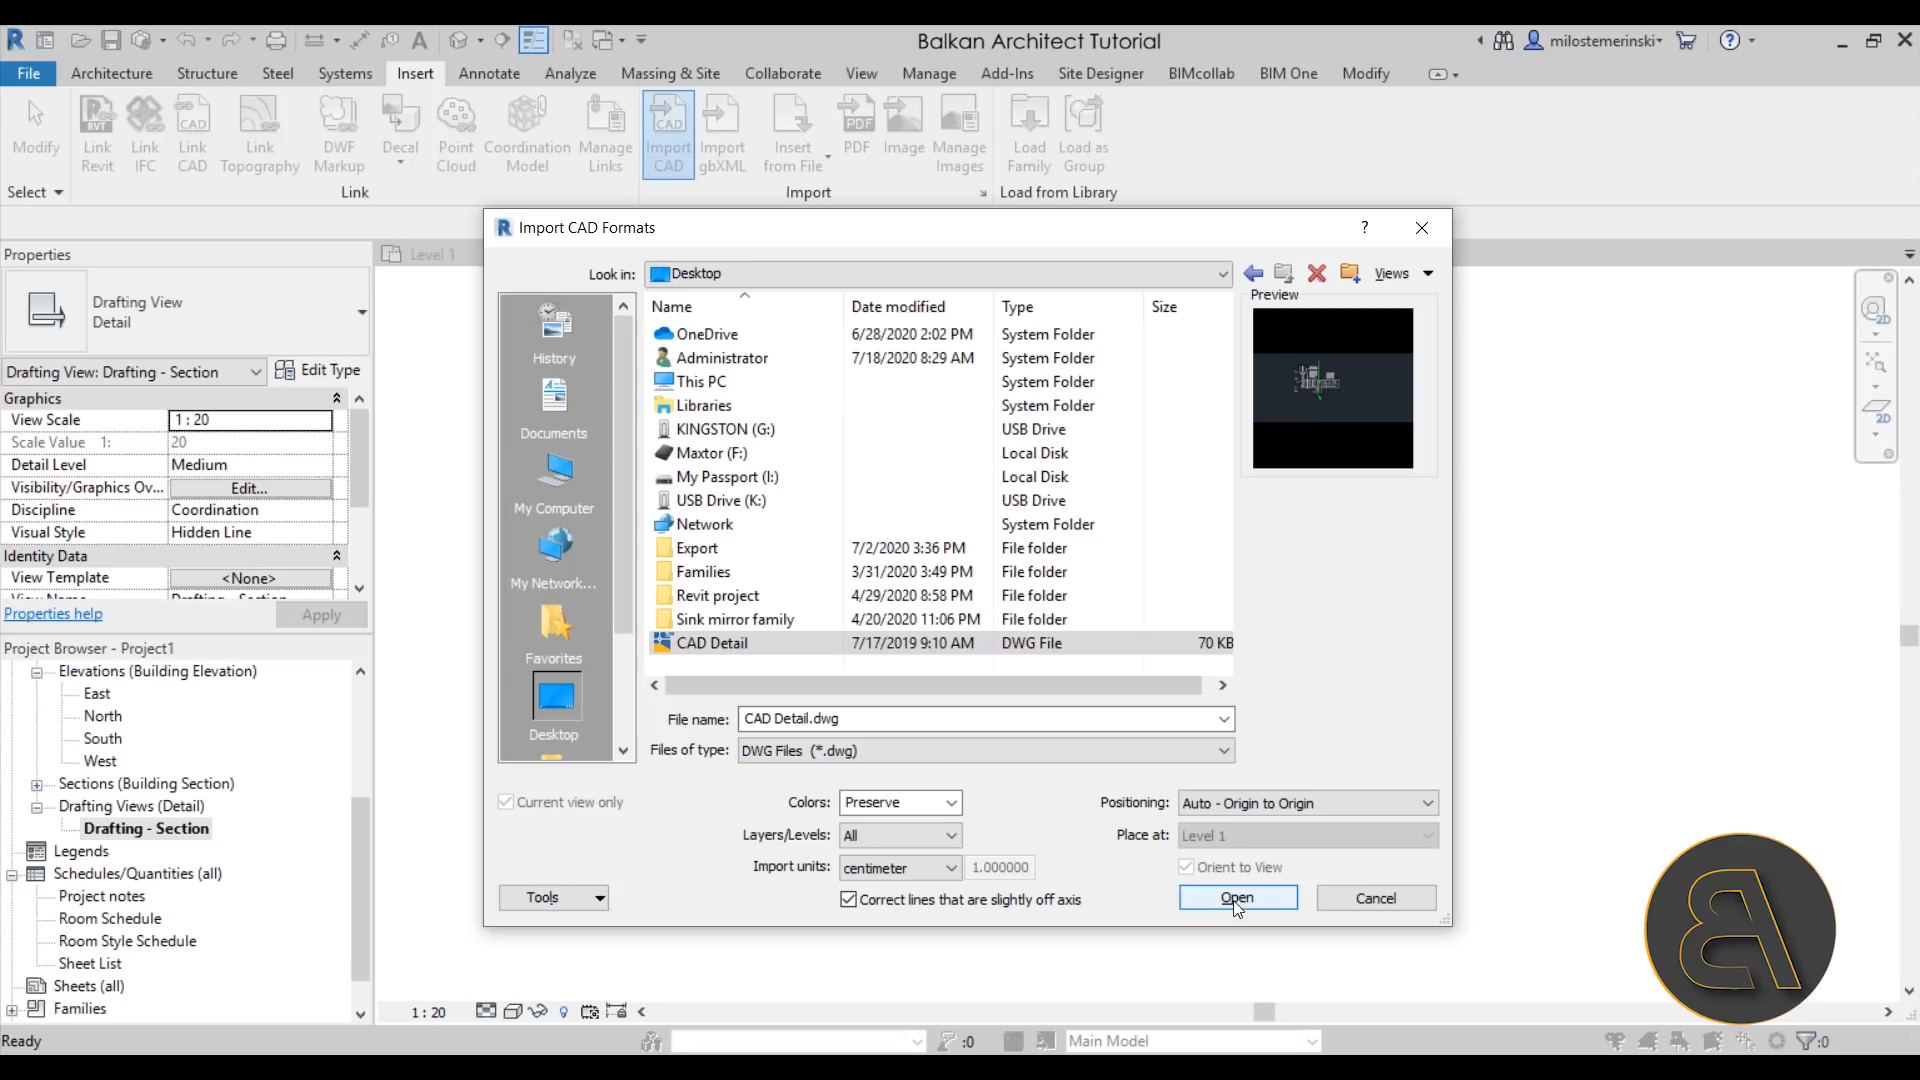 Balkan Architect Tutorial
milostemerinski
File
Architecture
Structure
Steel
Systems
Insert
Annotate
Analyze
Massing & Site
Collaborate
View
Manage
Add-Ins
Site Designer
BIMcollab
BIM One
Modify
Modify
Link
Revit
Link
IFC
Link
CAD
Link
Topography
DWF
Markup
Decal
Point
Cloud
Coordination
Model
Manage
Links
Import
CAD
Import
gbXML
Insert
from File
PDF
Image
Manage
Images
Load
Family
Load as
Group
Select
Link
Import
Load from Library
Properties
Level 1
Drafting View
Detail
Drafting View: Drafting - Section
Edit Type
Graphics
View Scale
1 : 20
Scale Value 1:
20
Detail Level
Medium
Visibility/Graphics Ov...
Edit...
Discipline
Coordination
Visual Style
Hidden Line
Identity Data
View Template
<None>
Properties help
Apply
Project Browser - Project1
Elevations (Building Elevation)
East
North
South
West
Sections (Building Section)
Drafting Views (Detail)
Drafting - Section
Legends
Schedules/Quantities (all)
Project notes
Room Schedule
Room Style Schedule
Sheet List
Sheets (all)
Families
Import CAD Formats
?
Look in:
Desktop
Views
History
Documents
My Computer
My Network...
Favorites
Desktop
Name Date modified Type Size
OneDrive 6/28/2020 2:02 PM System Folder
Administrator 7/18/2020 8:29 AM System Folder
This PC System Folder
Libraries System Folder
KINGSTON (G:) USB Drive
Maxtor (F:) Local Disk
My Passport (I:) Local Disk
USB Drive (K:) USB Drive
Network System Folder
Export 7/2/2020 3:36 PM File folder
Families 3/31/2020 3:49 PM File folder
Revit project 4/29/2020 8:58 PM File folder
Sink mirror family 4/20/2020 11:06 PM File folder
CAD Detail 7/17/2019 9:10 AM DWG File 70 KB
Preview
File name: CAD Detail.dwg
Files of type: DWG Files (*.dwg)
Current view only
Colors: Preserve
Layers/Levels: All
Import units: centimeter 1.000000
Correct lines that are slightly off axis
Positioning: Auto - Origin to Origin
Place at: Level 1
Orient to View
Tools
Open
Cancel
2D
2D
1 : 20
Ready
:0
Main Model
:0